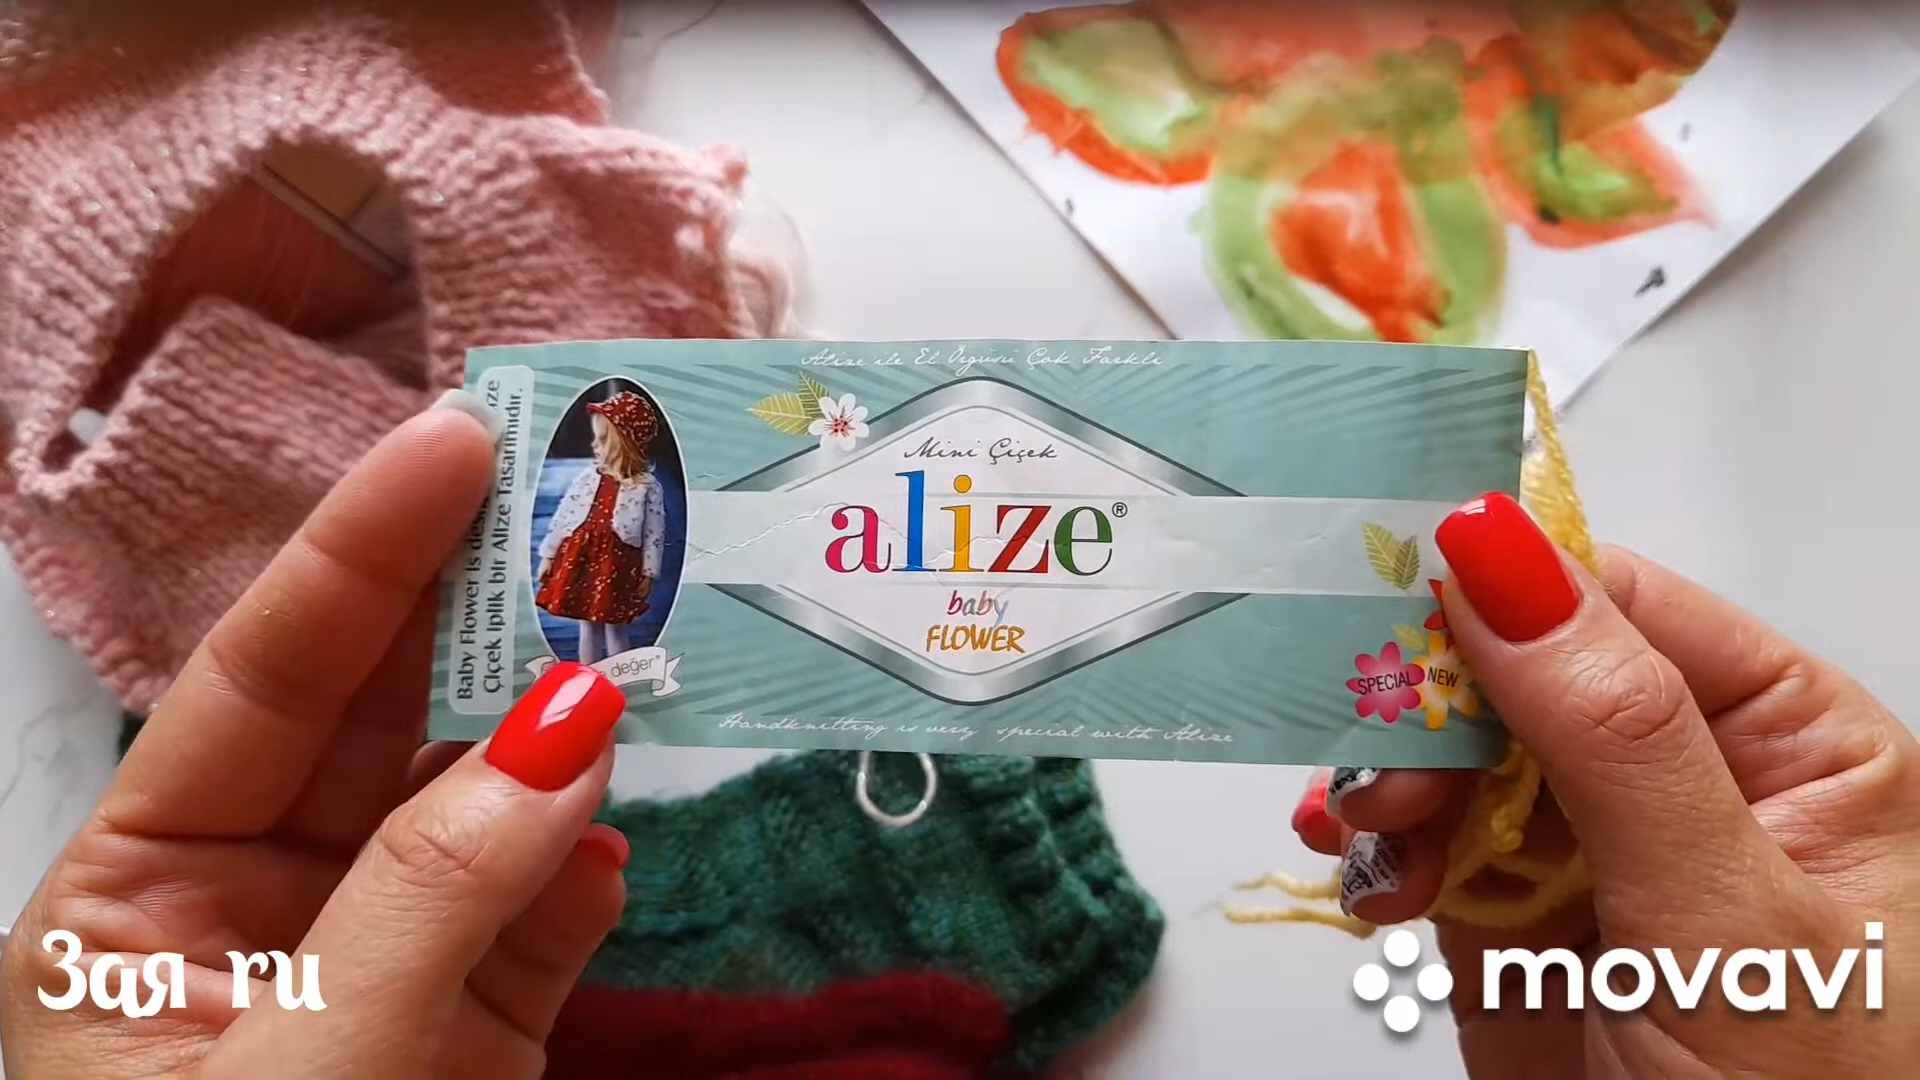 Alize ile El Örgüsü Çok Farklı
Baby Flower is
ize
Çiçek iplik bir Alize Tasarımıdır.
Mini Çiçek
alize®
baby
FLOWER
değer"
SPECIAL NEW
Handknitting is very special with Alize
Зая ru
movavi